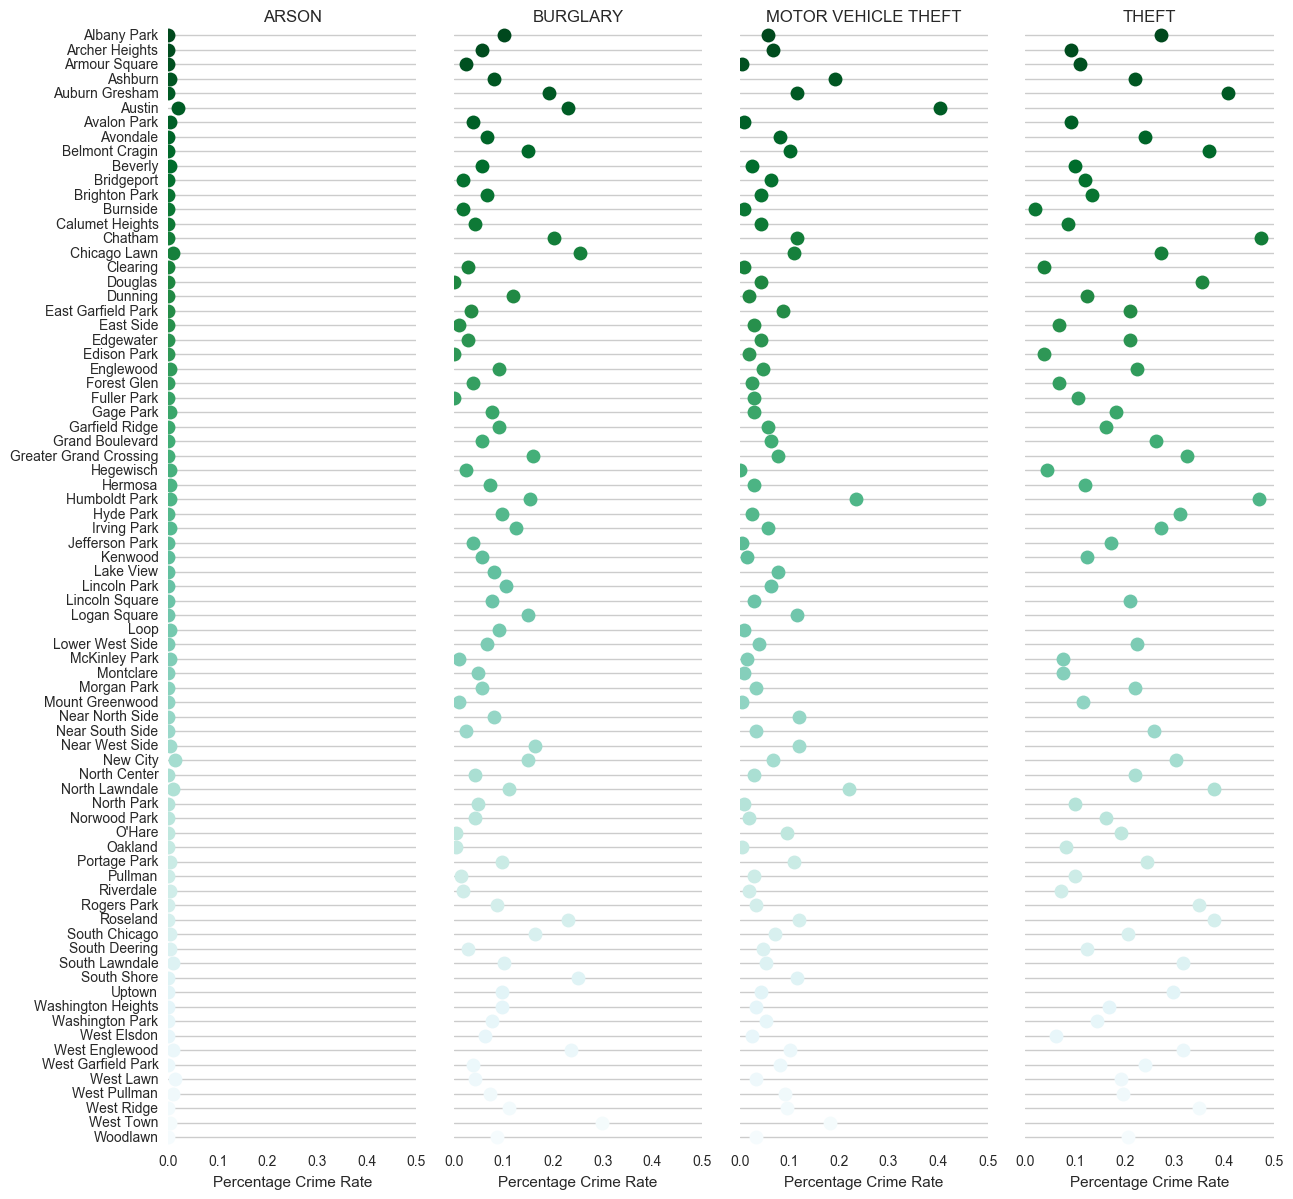 ARSON BURGLARY MOTOR VEHICLE THEFT THEFT
Albany Park
Archer Heights
Armour Square
Ashburn
Auburn Gresham
Austin
Avalon Park
Avondale
Belmont Cragin
Beverly
Bridgeport
Brighton Park
Burnside
Calumet Heights
Chatham
Chicago Lawn
Clearing
Douglas
Dunning
East Garfield Park
East Side
Edgewater
Edison Park
Englewood
Forest Glen
Fuller Park
Gage Park
Garfield Ridge
Grand Boulevard
Greater Grand Crossing
Hegewisch
Hermosa
Humboldt Park
Hyde Park
Irving Park
Jefferson Park
Kenwood
Lake View
Lincoln Park
Lincoln Square
Logan Square
Loop
Lower West Side
McKinley Park
Montclare
Morgan Park
Mount Greenwood
Near North Side
Near South Side
Near West Side
New City
North Center
North Lawndale
North Park
Norwood Park
O'Hare
Oakland
Portage Park
Pullman
Riverdale
Rogers Park
Roseland
South Chicago
South Deering
South Lawndale
South Shore
Uptown
Washington Heights
Washington Park
West Elsdon
West Englewood
West Garfield Park
West Lawn
West Pullman
West Ridge
West Town
Woodlawn
0.0 0.1 0.2 0.3 0.4 0.5 0.0 0.1 0.2 0.3 0.4 0.5 0.0 0.1 0.2 0.3 0.4 0.5 0.0 0.1 0.2 0.3 0.4 0.5
Percentage Crime Rate Percentage Crime Rate Percentage Crime Rate Percentage Crime Rate